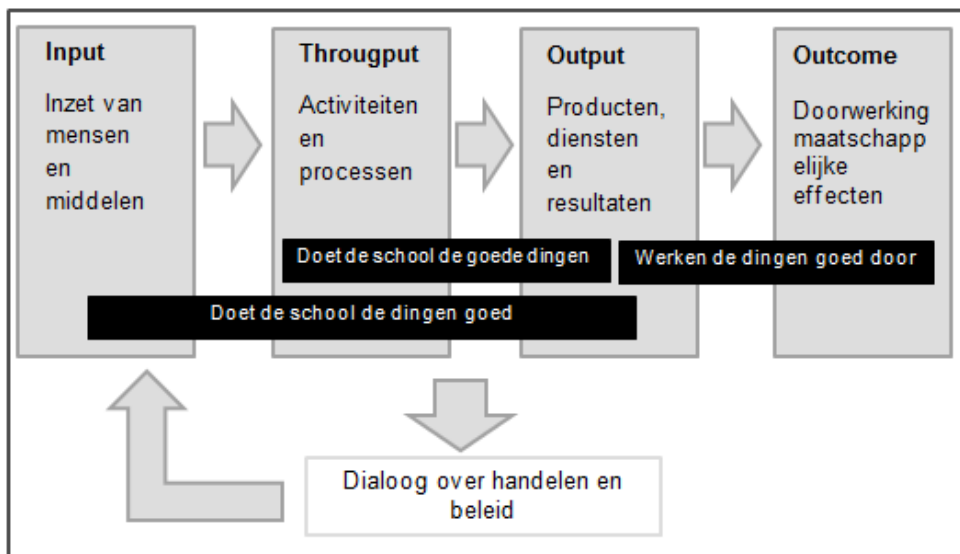 Input
Inzet van
mensen
en
middelen
Througput
Activiteiten
en
processen
Output
Producten,
diensten
en
resultaten
Outcome
Doorwerking
maatschapp
elijke
effecten
Doet de school de goede dingen
Werken de dingen goed door
Doet de school de dingen goed
Dialoog over handelen en
beleid